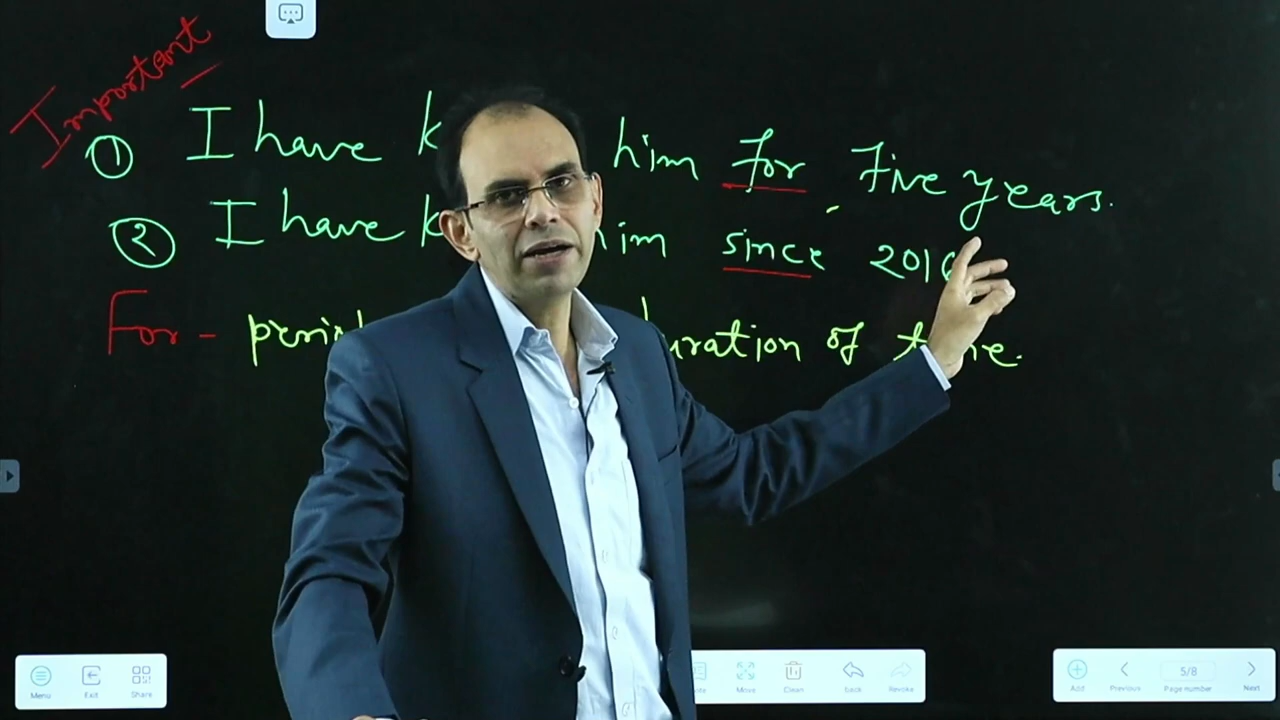 Important
① I have k him for Five years.
② I have k him since 201
For - peri uration of time.
Menu Exit Share Move Clean Back Revoke Add Previous 5/8 Page number Next